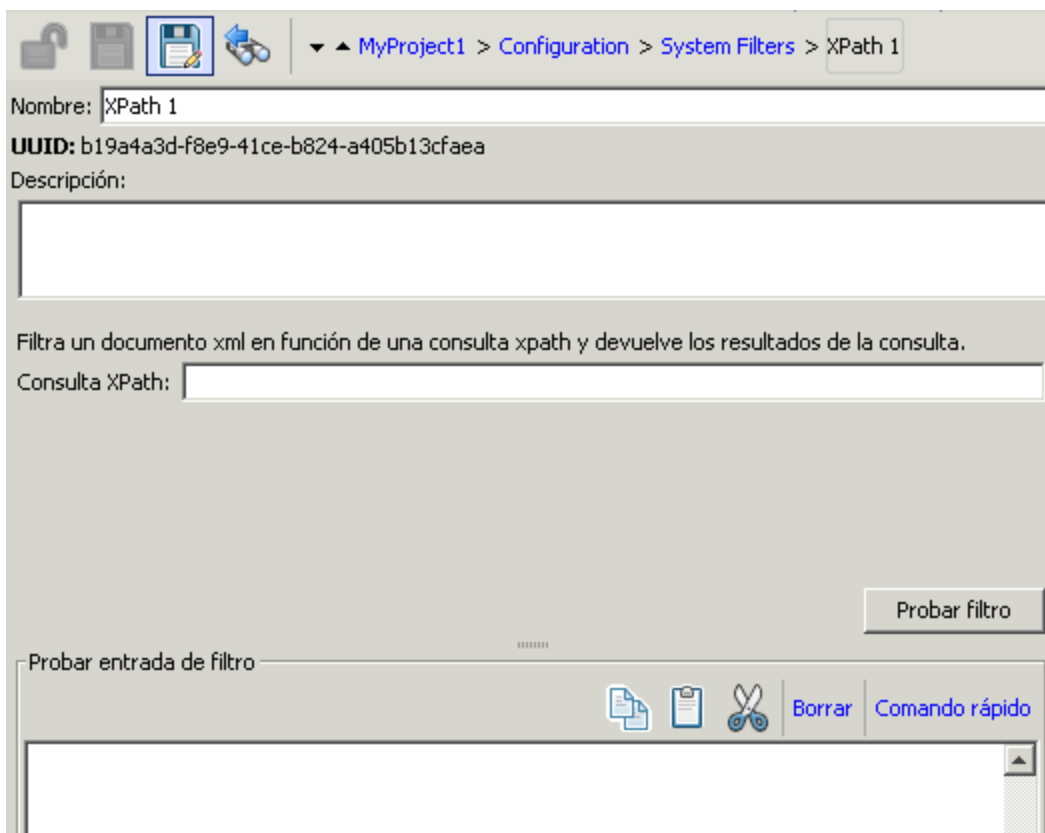 MyProject1 > Configuration > System Filters > XPath 1
Nombre: XPath 1
UUID: b19a4a3d-f8e9-41ce-b824-a405b13cfaea
Descripción:
Filtra un documento xml en función de una consulta xpath y devuelve los resultados de la consulta.
Consulta XPath:
Probar filtro
Probar entrada de filtro
Borrar Comando rápido